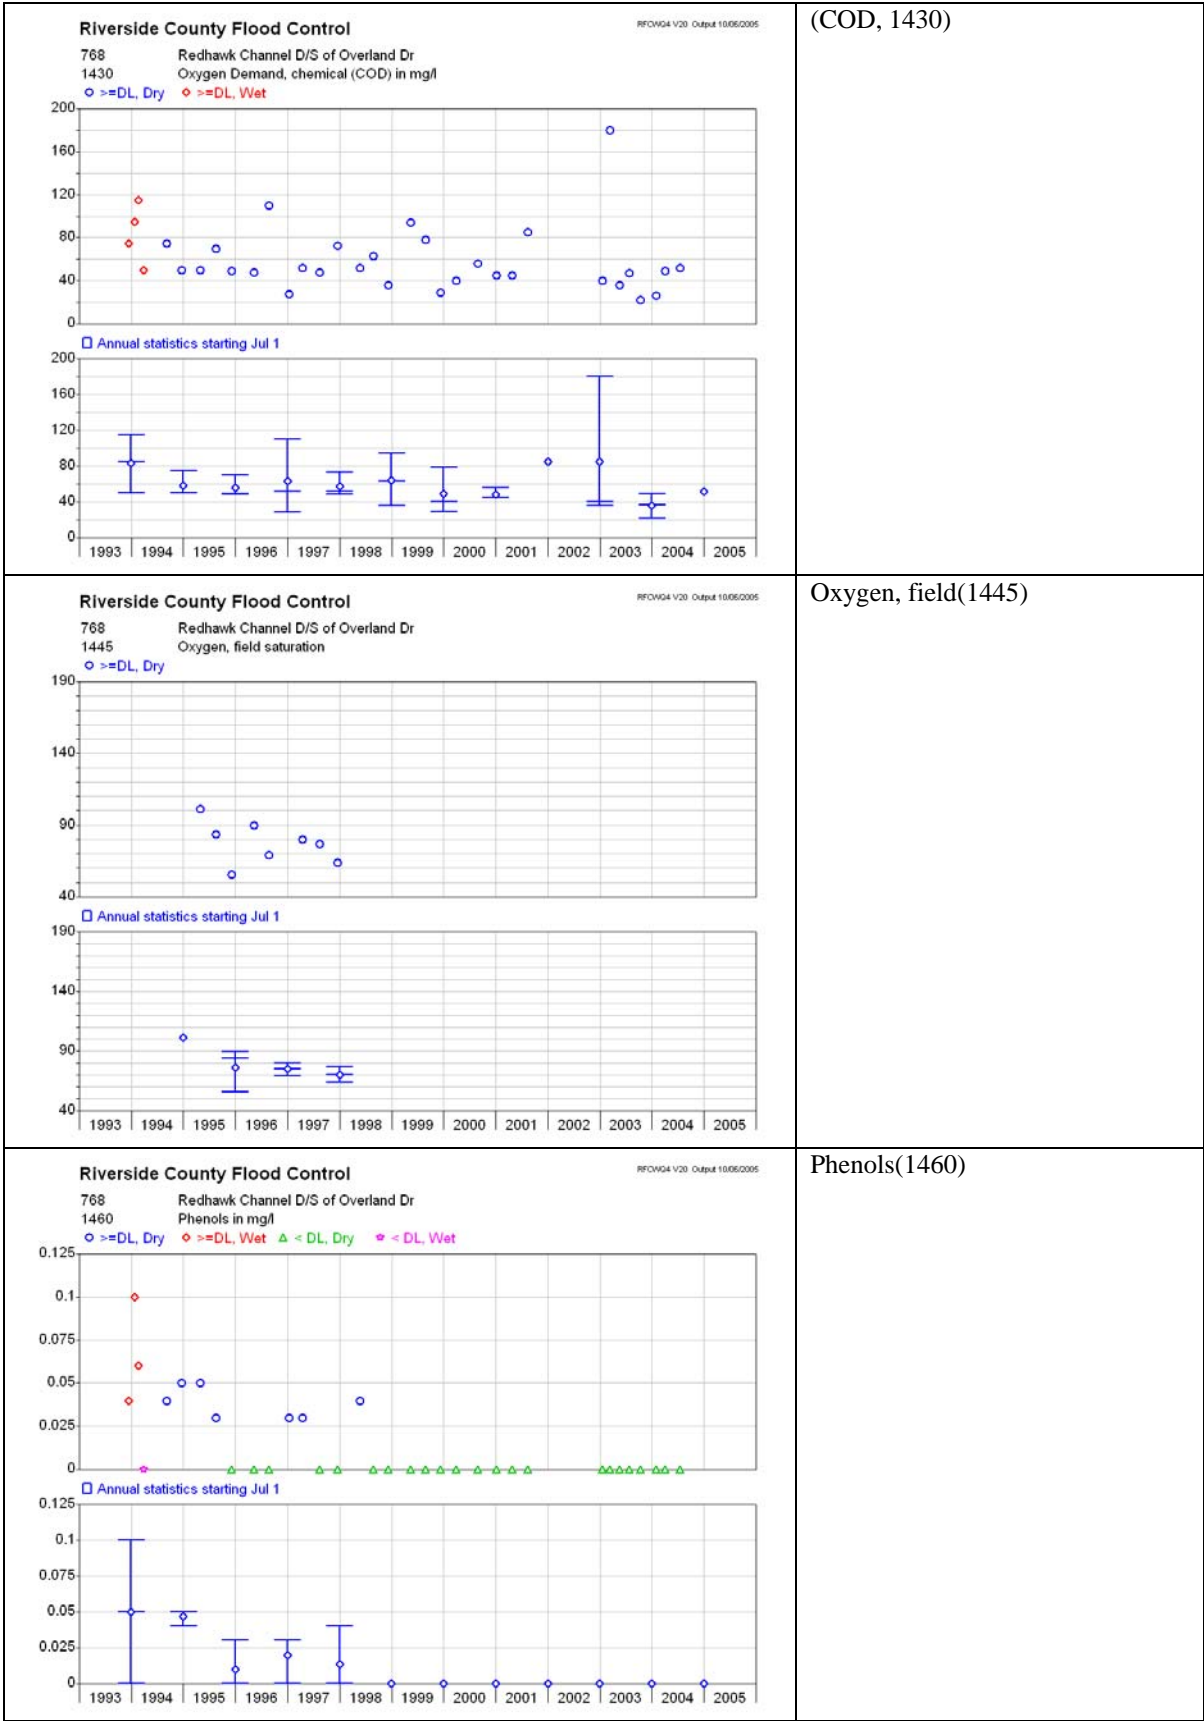 Riverside County Flood Control RFCWQ4 V20 Output 10/06/2005
768 Redhawk Channel D/S of Overland Dr
1430 Oxygen Demand, chemical (COD) in mg/l
>=DL, Dry >=DL, Wet
200
160
120
80
40
0
Annual statistics starting Jul 1
200
160
120
80
40
0
1993 1994 1995 1996 1997 1998 1999 2000 2001 2002 2003 2004 2005
(COD, 1430)
Riverside County Flood Control RFCWQ4 V20 Output 10/06/2005
768 Redhawk Channel D/S of Overland Dr
1445 Oxygen, field saturation
>=DL, Dry
190
140
90
40
Annual statistics starting Jul 1
190
140
90
40
1993 1994 1995 1996 1997 1998 1999 2000 2001 2002 2003 2004 2005
Oxygen, field(1445)
Riverside County Flood Control RFCWQ4 V20 Output 10/06/2005
768 Redhawk Channel D/S of Overland Dr
1460 Phenols in mg/l
>=DL, Dry >=DL, Wet < DL, Dry < DL, Wet
0.125
0.1
0.075
0.05
0.025
0
Annual statistics starting Jul 1
0.125
0.1
0.075
0.05
0.025
0
1993 1994 1995 1996 1997 1998 1999 2000 2001 2002 2003 2004 2005
Phenols(1460)